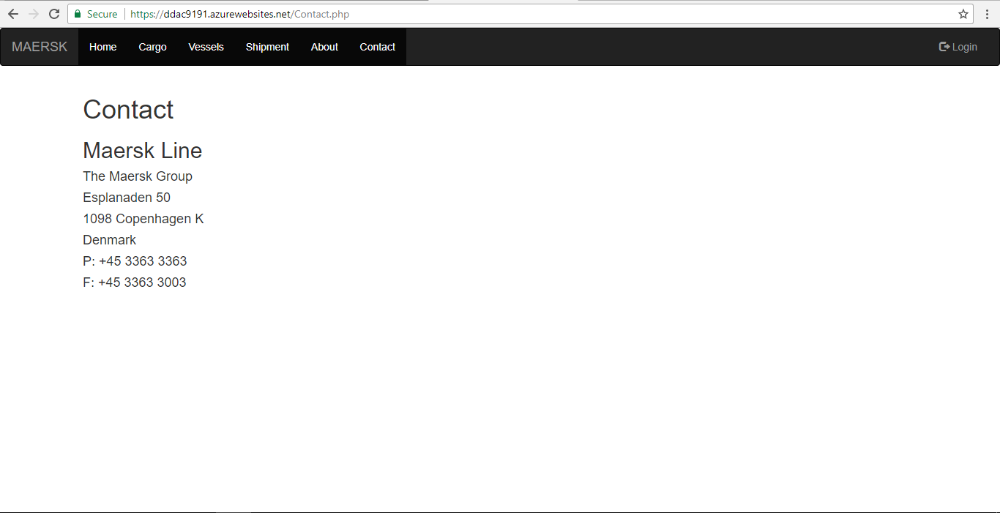 Secure https://ddac9191.azurewebsites.net/Contact.php
MAERSK Home Cargo Vessels Shipment About Contact Login
Contact
Maersk Line
The Maersk Group
Esplanaden 50
1098 Copenhagen K
Denmark
P: +45 3363 3363
F: +45 3363 3003